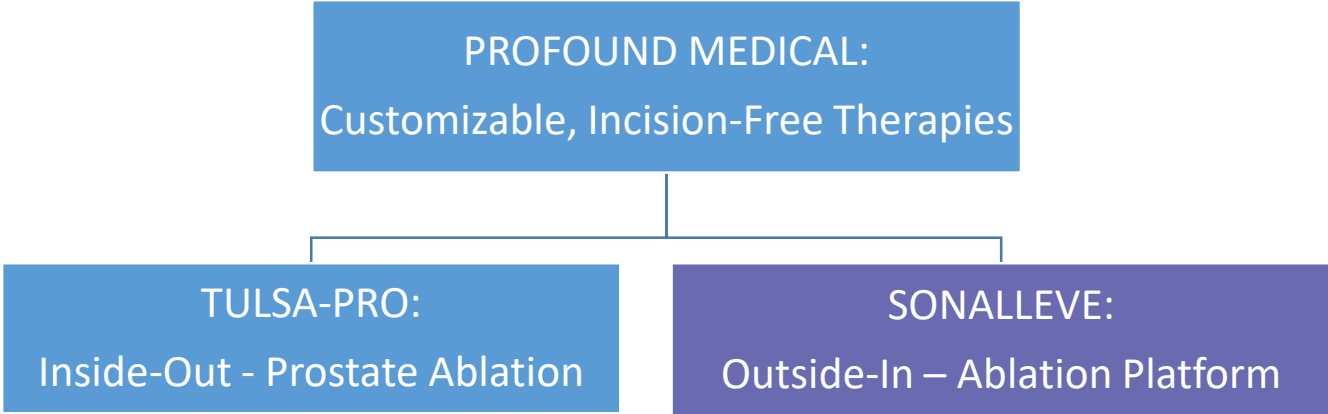 PROFOUND MEDICAL:
Customizable, Incision-Free Therapies
TULSA-PRO:
Inside-Out - Prostate Ablation
SONALLEVE:
Outside-In – Ablation Platform